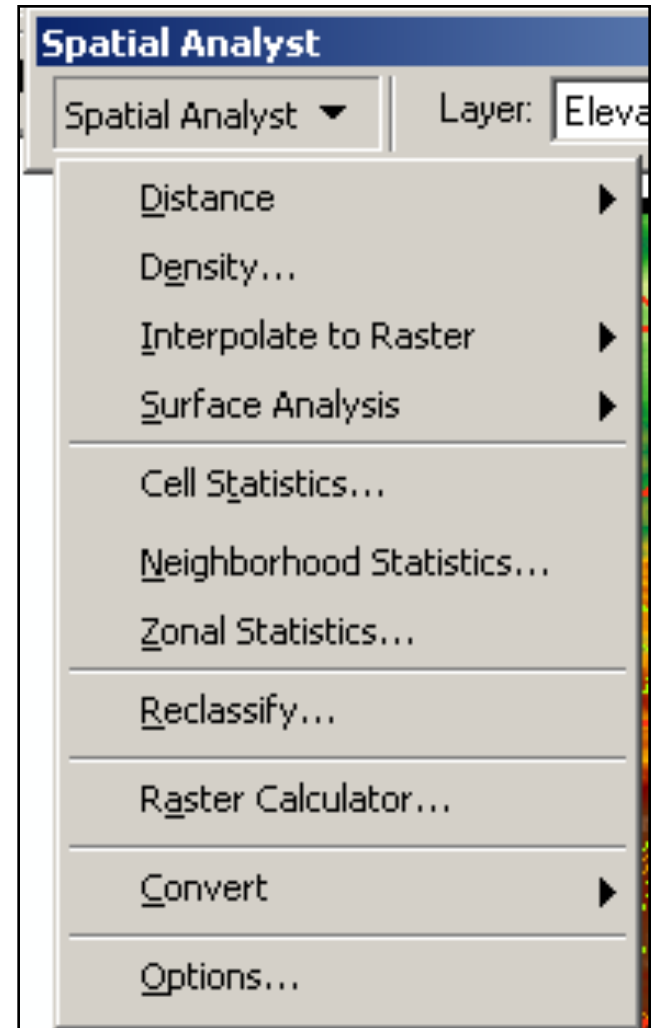 Spatial Analyst
Spatial Analyst Layer: Eleva
Distance
Density...
Interpolate to Raster
Surface Analysis
Cell Statistics...
Neighborhood Statistics...
Zonal Statistics...
Reclassify...
Raster Calculator...
Convert
Options...